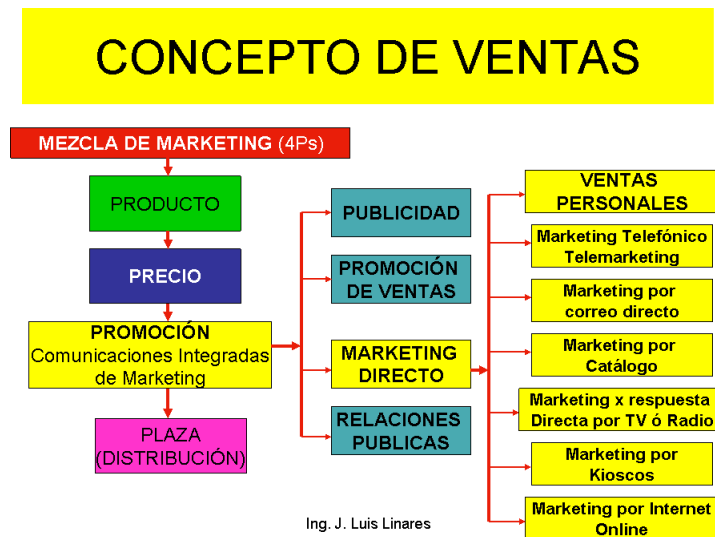 CONCEPTO DE VENTAS
MEZCLA DE MARKETING (4Ps)
PRODUCTO
PRECIO
PROMOCIÓN
Comunicaciones Integradas
de Marketing
PLAZA
(DISTRIBUCIÓN)
PUBLICIDAD
PROMOCIÓN
DE VENTAS
MARKETING
DIRECTO
RELACIONES
PUBLICAS
VENTAS
PERSONALES
Marketing Telefónico
Telemarketing
Marketing por
correo directo
Marketing por
Catálogo
Marketing x respuesta
Directa por TV ó Radio
Marketing por
Kioscos
Marketing por Internet
Online
Ing. J. Luis Linares